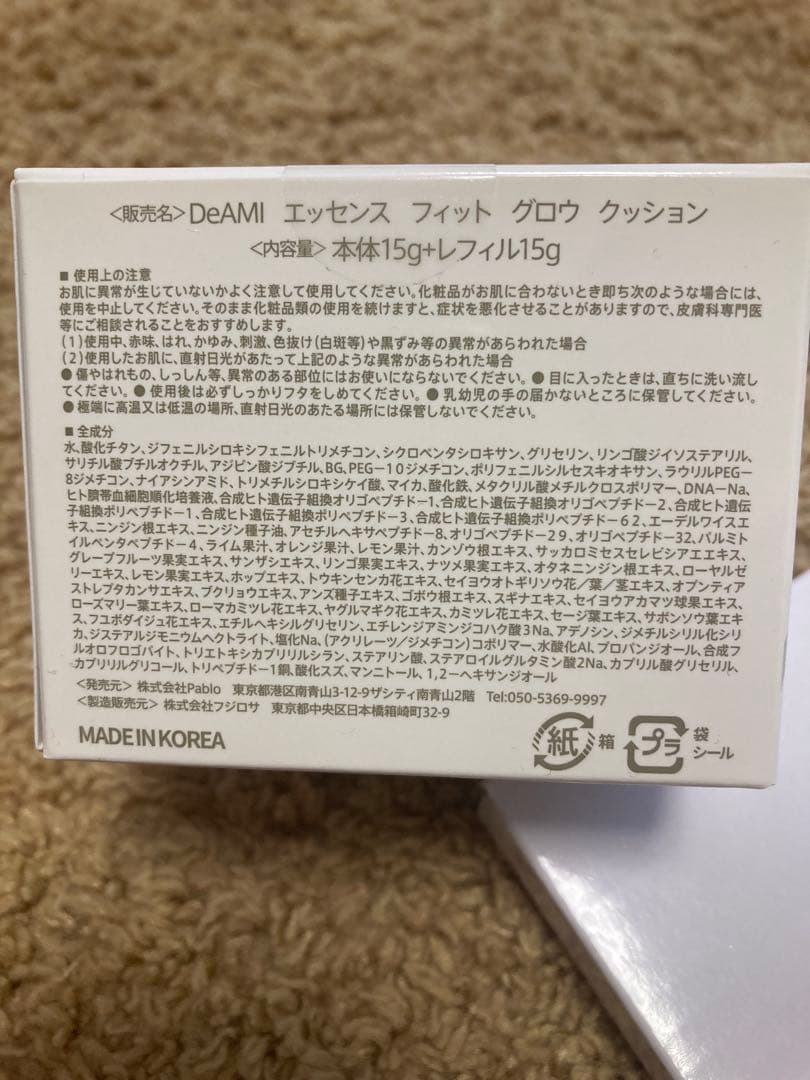 <販売名>DeAMI エッセンス フィット グロウ クッション
<内容量> 本体15g+レフィル15g
■ 使用上の注意
お肌に異常が生じていないかよく注意して使用してください。化粧品がお肌に合わないとき即ち次のような場合には、
使用を中止してください。そのまま化粧品類の使用を続けますと、症状を悪化させることがありますので、皮膚科専門医
等にご相談されることをおすすめします。
(1)使用中、赤味、はれ、かゆみ、刺激、色抜け(白斑等)や黒ずみ等の異常があらわれた場合
(2)使用したお肌に、直射日光があたって上記のような異常があらわれた場合
● 傷やはれもの、しっしん等、異常のある部位にはお使いにならないでください。● 目に入ったときは、直ちに洗い流し
てください。● 使用後は必ずしっかりフタをしめてください。● 乳幼児の手の届かないところに保管してください。
● 極端に高温又は低温の場所、直射日光のあたる場所には保管しないでください。
■ 全成分
水、酸化チタン、ジフェニルシロキシフェニルトリメチコン、シクロペンタシロキサン、グリセリン、リンゴ酸ジイソステアリル、
サリチル酸ブチルオクチル、アジピン酸ジブチル、BG、PEG-10ジメチコン、ポリフェニルシルセスキオキサン、ラウリルPEG-
8ジメチコン、ナイアシンアミド、トリメチルシロキシケイ酸、マイカ、酸化鉄、メタクリル酸メチルクロスポリマー、DNA-Na、
ヒト臍帯血細胞順化培養液、合成ヒト遺伝子組換オリゴペプチド-1、合成ヒト遺伝子組換オリゴペプチド-2、合成ヒト遺伝
子組換ポリペプチド-1、合成ヒト遺伝子組換ポリペプチド-3、合成ヒト遺伝子組換ポリペプチド-62、エーデルワイスエ
キス、ニンジン根エキス、ニンジン種子油、アセチルヘキサペプチド-8、オリゴペプチド-29、オリゴペプチド-32、パルミト
イルペンタペプチド-4、ライム果汁、オレンジ果汁、レモン果汁、カンゾウ根エキス、サッカロミセスセレビシアエエキス、
グレープフルーツ果実エキス、サンザシエキス、リンゴ果実エキス、ナツメ果実エキス、オタネニンジン根エキス、ローヤルゼ
リーエキス、レモン果実エキス、ホップエキス、トウキンセンカ花エキス、セイヨウオトギリソウ花/葉/茎エキス、オプンティア
ストレプタカンサエキス、ブクリョウエキス、アンズ種子エキス、ゴボウ根エキス、スギナエキス、セイヨウアカマツ球果エキス、
ローズマリー葉エキス、ローマカミツレ花エキス、ヤグルマギク花エキス、カミツレ花エキス、セージ葉エキス、サボンソウ葉エキ
ス、フユボダイジュ花エキス、エチルヘキシルグリセリン、エチレンジアミンジコハク酸3Na、アデノシン、ジメチルシリル化シリ
カ、ジステアルジモニウムヘクトライト、塩化Na、(アクリレーツ/ジメチコン)コポリマー、水酸化Al、プロパンジオール、合成フ
ルオロフロゴパイト、トリエトキシカプリリルシラン、ステアリン酸、ステアロイルグルタミン酸2Na、カプリル酸グリセリル、
カプリリルグリコール、トリペプチド-1銅、酸化スズ、マンニトール、1,2-ヘキサンジオール
<発売元> 株式会社Pablo 東京都港区南青山3-12-9ザシティ南青山2階 Tel:050-5369-9997
<製造販売元> 株式会社フジロサ 東京都中央区日本橋箱崎町32-9
MADE IN KOREA
紙 箱
プラ 袋
シール